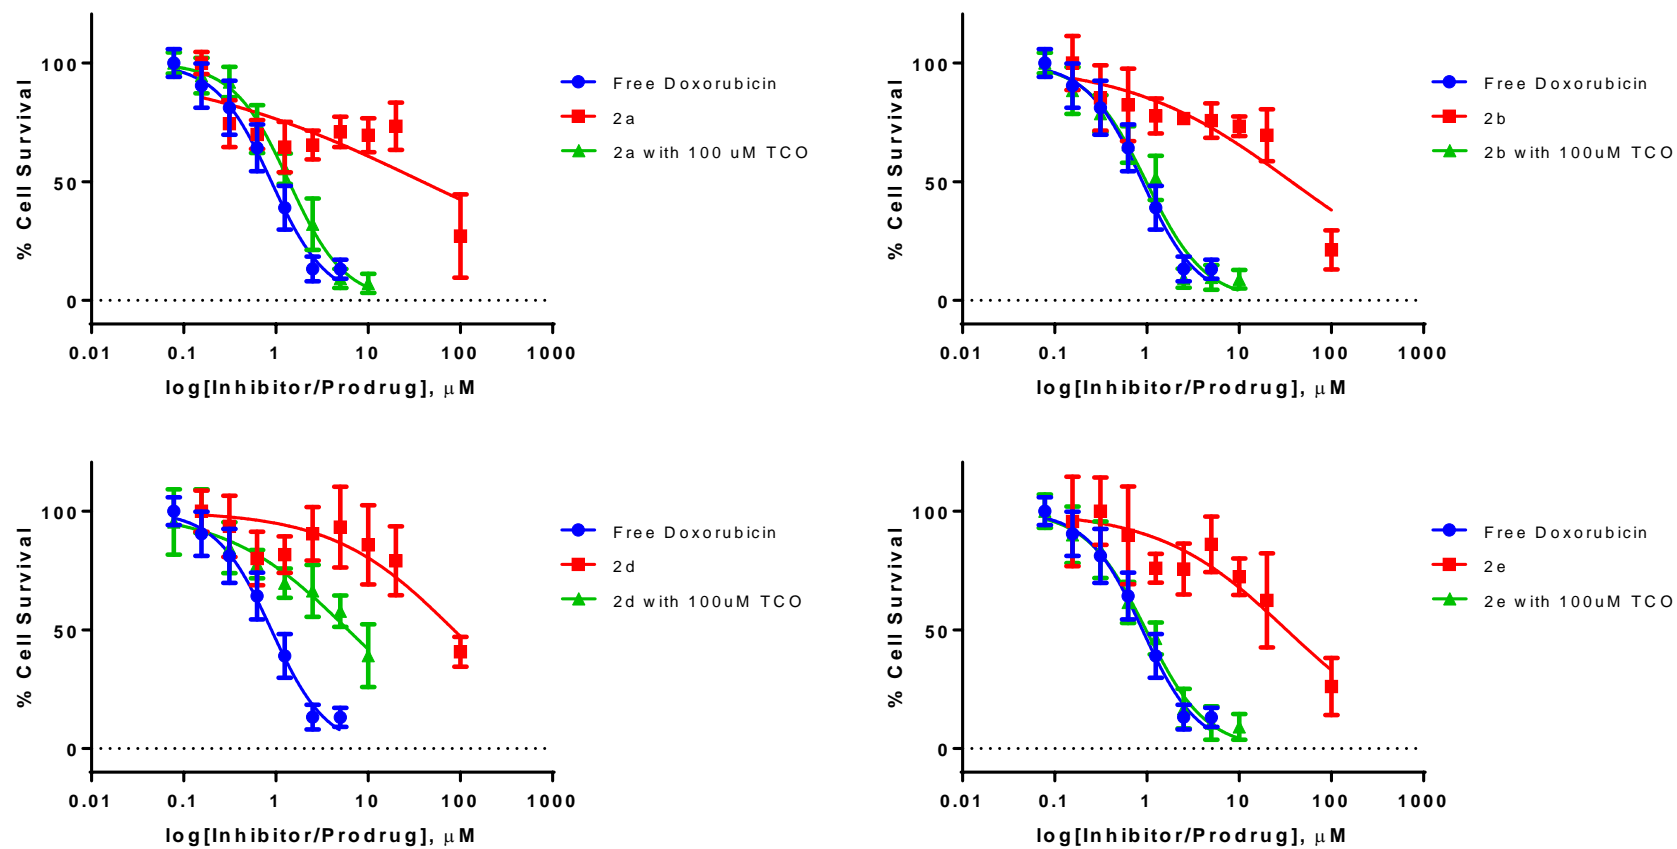 % Cell Survival
100
50
0
0.01 0.1 1 10 100 1000
log[Inhibitor/Prodrug], μM
Free Doxorubicin
2a
2a with 100 uM TCO
% Cell Survival
100
50
0
0.01 0.1 1 10 100 1000
log[Inhibitor/Prodrug], μM
Free Doxorubicin
2b
2b with 100uM TCO
% Cell Survival
100
50
0
0.01 0.1 1 10 100 1000
log[Inhibitor/Prodrug], μM
Free Doxorubicin
2d
2d with 100uM TCO
% Cell Survival
100
50
0
0.01 0.1 1 10 100 1000
log[Inhibitor/Prodrug], μM
Free Doxorubicin
2e
2e with 100uM TCO